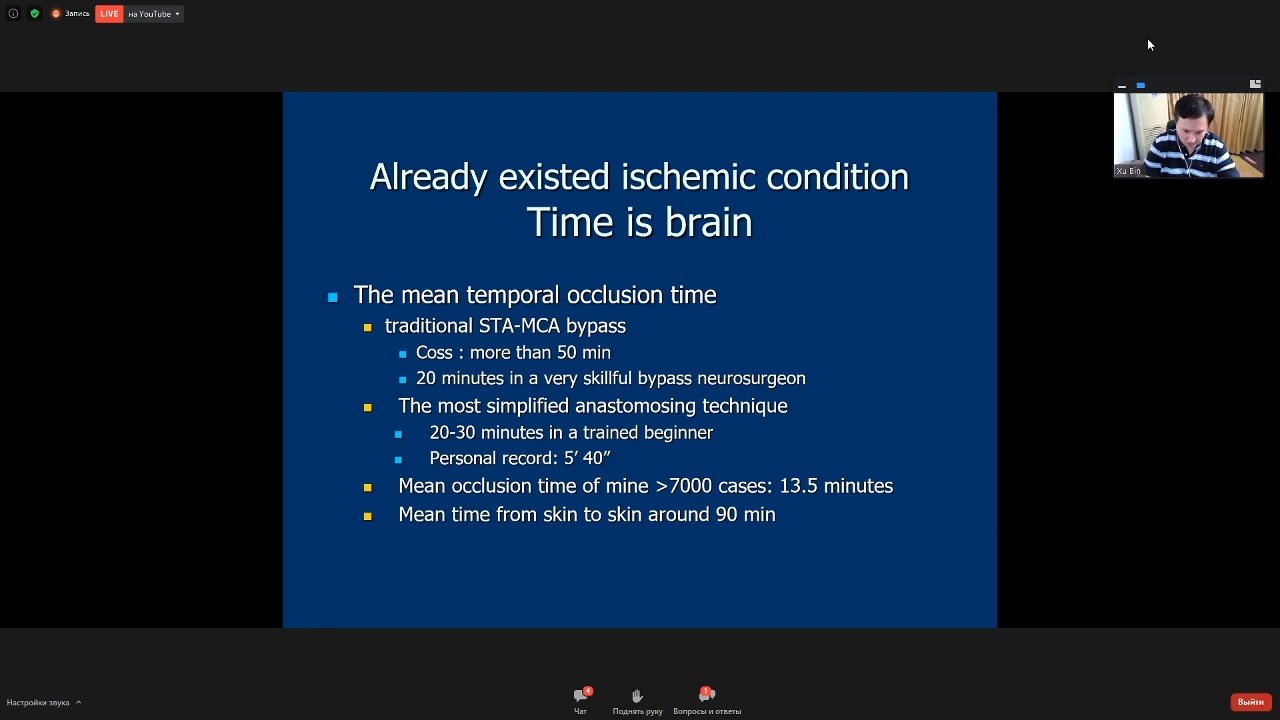 Запись
LIVE
на YouTube
Xu Bin
Already existed ischemic condition
Time is brain
The mean temporal occlusion time
traditional STA-MCA bypass
Coss : more than 50 min
20 minutes in a very skillful bypass neurosurgeon
The most simplified anastomosing technique
20-30 minutes in a trained beginner
Personal record: 5′ 40″
Mean occlusion time of mine >7000 cases: 13.5 minutes
Mean time from skin to skin around 90 min
Настройки звука
4
Чат
Поднять руку
1
Вопросы и ответы
Выйти